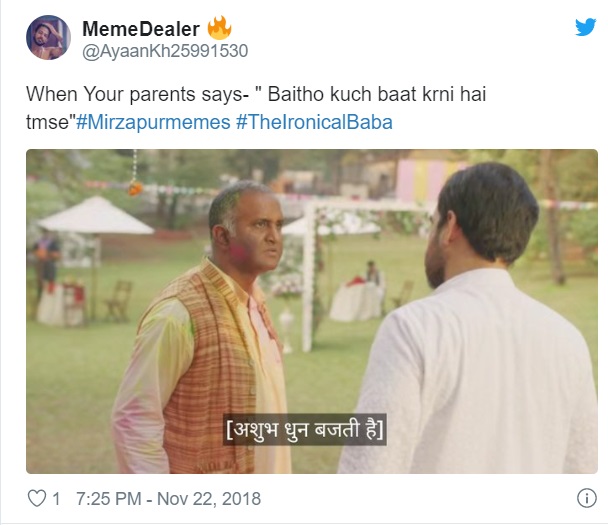 MemeDealer 🔥
@AyaanKh25991530
When Your parents says- " Baitho kuch baat krni hai
tmse"#Mirzapurmemes #TheIronicalBaba
[अशुभ धुन बजती है]
1 7:25 PM - Nov 22, 2018